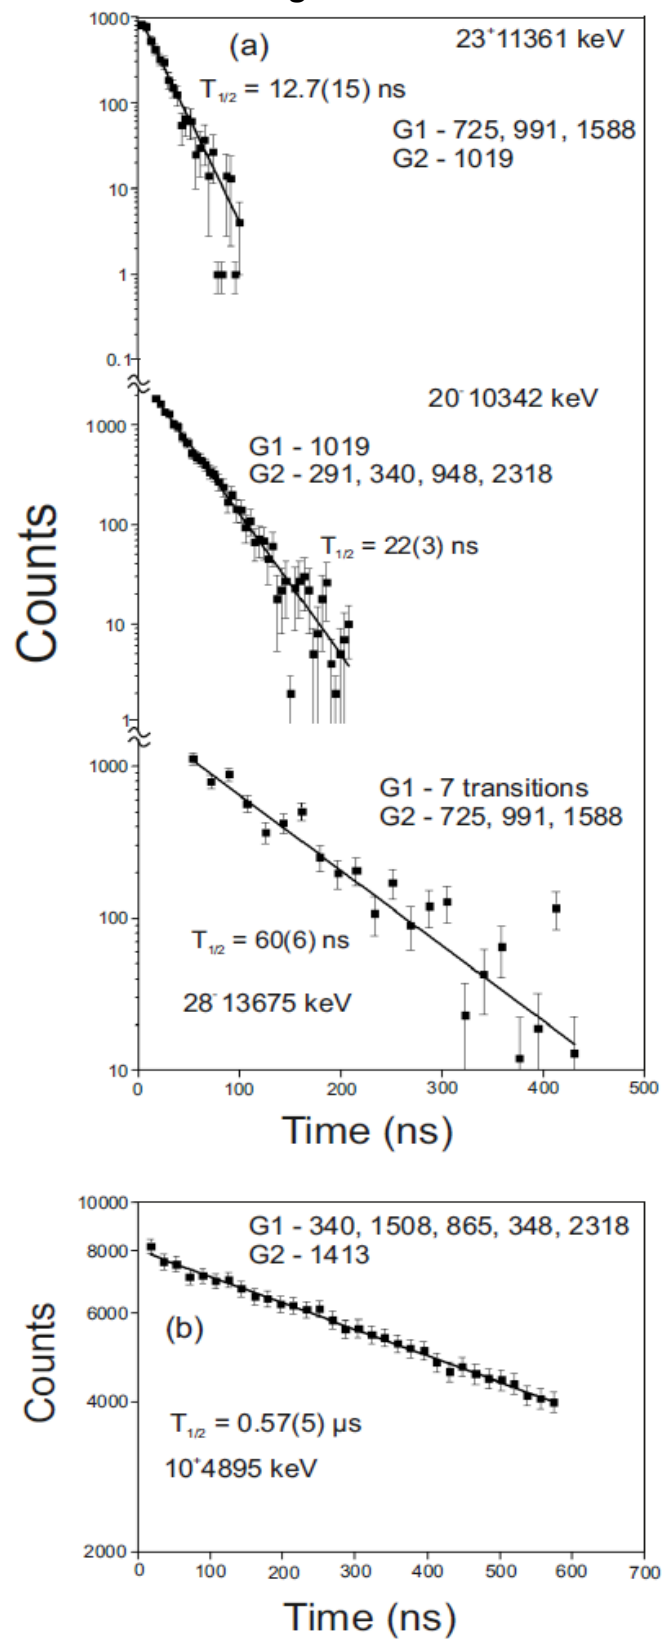 1000
(a)
23⁺11361 keV
T₁/₂ = 12.7(15) ns
100
G1 - 725, 991, 1588
G2 - 1019
10
1
0.1
20⁻10342 keV
1000
G1 - 1019
G2 - 291, 340, 948, 2318
100
T₁/₂ = 22(3) ns
Counts
10
1
1000
G1 - 7 transitions
G2 - 725, 991, 1588
100
T₁/₂ = 60(6) ns
28⁻13675 keV
10
0 100 200 300 400 500
Time (ns)
10000
G1 - 340, 1508, 865, 348, 2318
8000
G2 - 1413
6000
(b)
Counts
4000
T₁/₂ = 0.57(5) µs
10⁺4895 keV
2000
0 100 200 300 400 500 600 700
Time (ns)